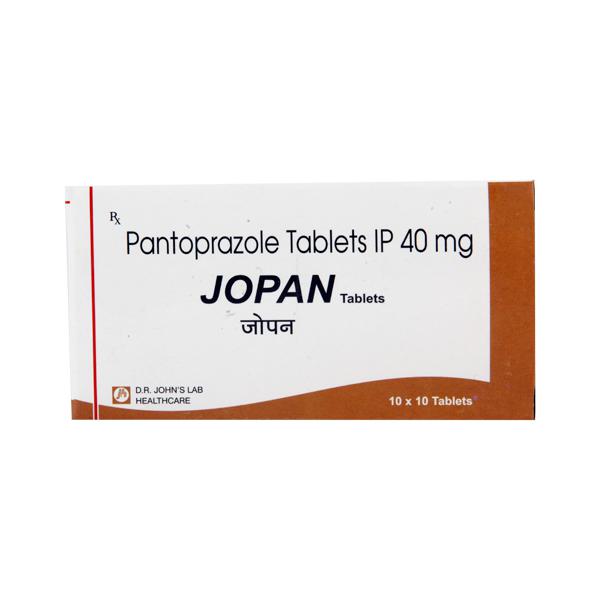 Rx
Pantoprazole Tablets IP 40 mg
JOPAN Tablets
जोपन
D.R. JOHN'S LAB
HEALTHCARE
10 x 10 Tablets